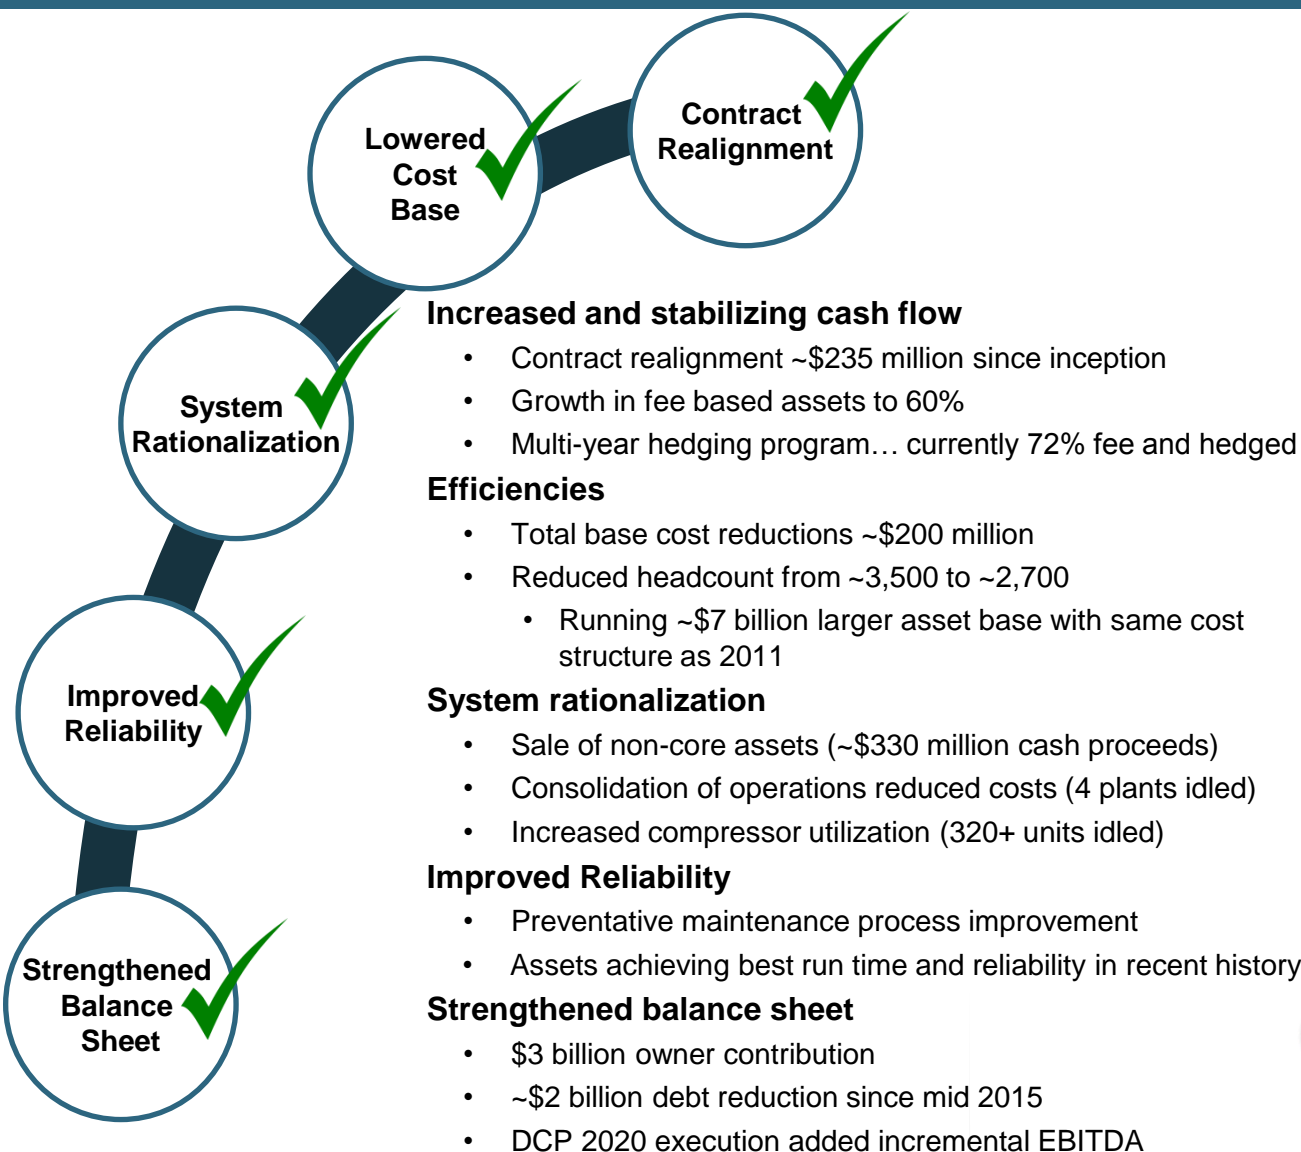 Contract
Realignment
Lowered
Cost
Base
System
Rationalization
Improved
Reliability
Strengthened
Balance
Sheet
Increased and stabilizing cash flow
• Contract realignment ~$235 million since inception
• Growth in fee based assets to 60%
• Multi-year hedging program… currently 72% fee and hedged
Efficiencies
• Total base cost reductions ~$200 million
• Reduced headcount from ~3,500 to ~2,700
• Running ~$7 billion larger asset base with same cost
structure as 2011
System rationalization
• Sale of non-core assets (~$330 million cash proceeds)
• Consolidation of operations reduced costs (4 plants idled)
• Increased compressor utilization (320+ units idled)
Improved Reliability
• Preventative maintenance process improvement
• Assets achieving best run time and reliability in recent history
Strengthened balance sheet
• $3 billion owner contribution
• ~$2 billion debt reduction since mid 2015
• DCP 2020 execution added incremental EBITDA